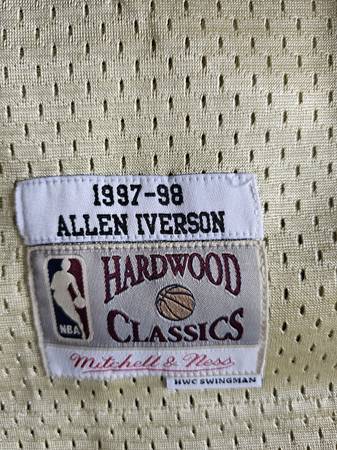 1997-98
ALLEN IVERSON
HARDWOOD
CLASSICS
NBA
Mitchell & Ness
HWC SWINGMAN